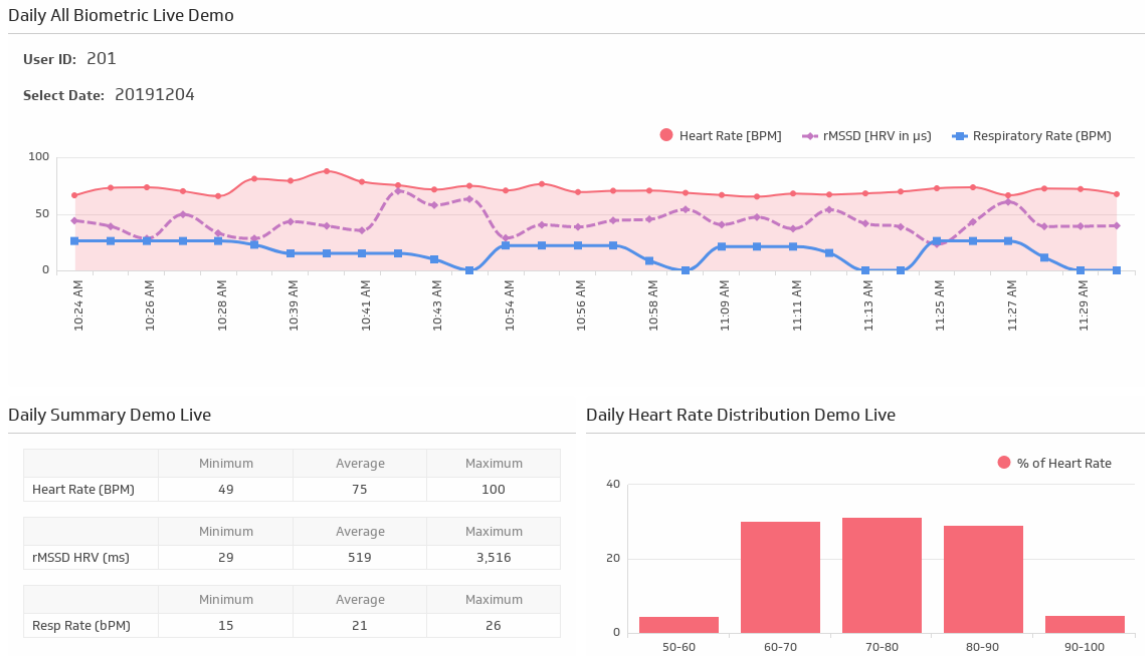 Daily All Biometric Live Demo
User ID: 201
Select Date: 20191204
Heart Rate [BPM] rMSSD [HRV in μs] Respiratory Rate (BPM)
100
50
0
10:24 AM 10:26 AM 10:28 AM 10:39 AM 10:41 AM 10:43 AM 10:54 AM 10:56 AM 10:58 AM 11:09 AM 11:11 AM 11:13 AM 11:25 AM 11:27 AM 11:29 AM
Daily Summary Demo Live
Minimum Average Maximum
Heart Rate (BPM) 49 75 100
Minimum Average Maximum
rMSSD HRV (ms) 29 519 3,516
Minimum Average Maximum
Resp Rate (bPM) 15 21 26
Daily Heart Rate Distribution Demo Live
% of Heart Rate
40
20
0
50-60 60-70 70-80 80-90 90-100